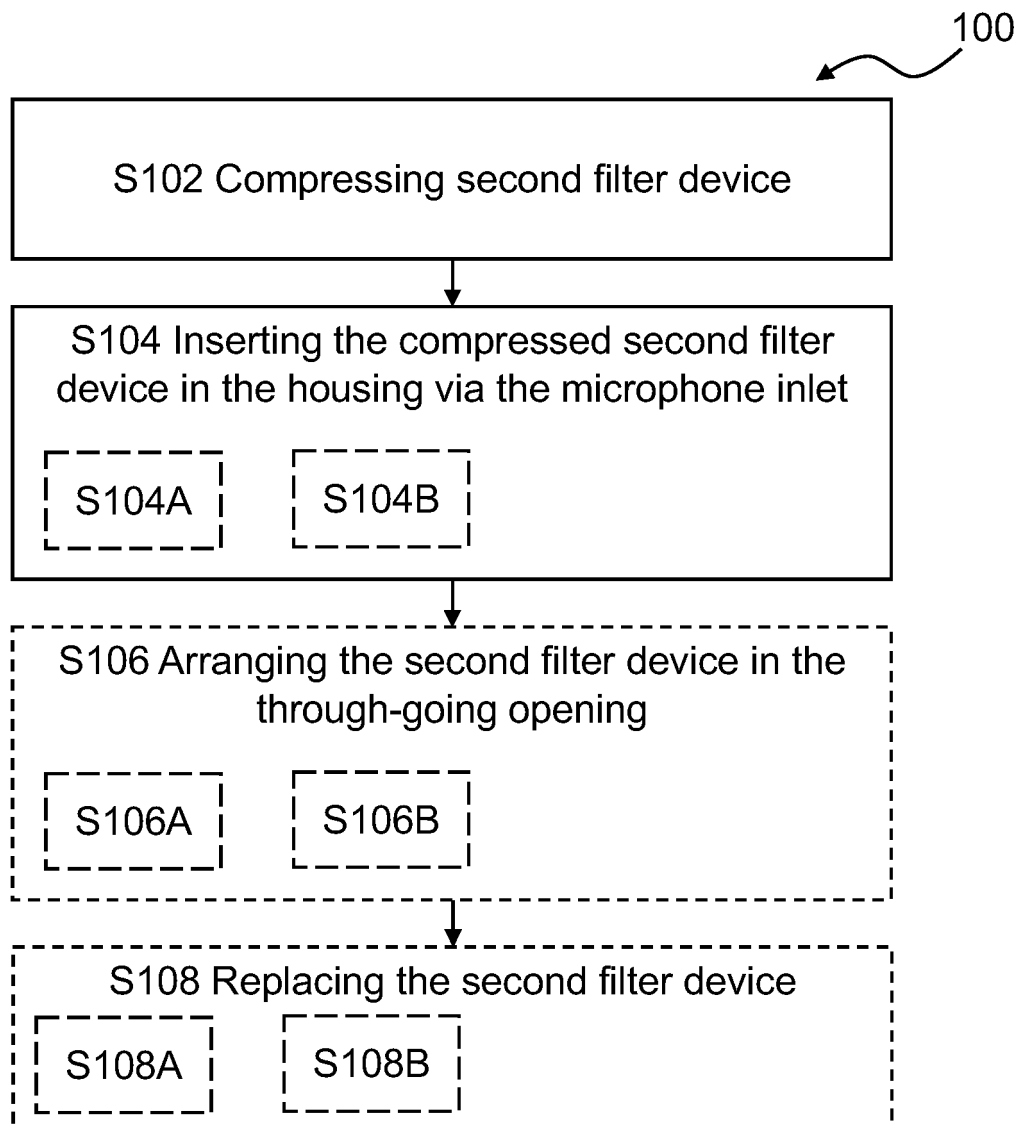 100
S102 Compressing second filter device
S104 Inserting the compressed second filter
device in the housing via the microphone inlet
S104A
S104B
S106 Arranging the second filter device in the
through-going opening
S106A
S106B
S108 Replacing the second filter device
S108A
S108B